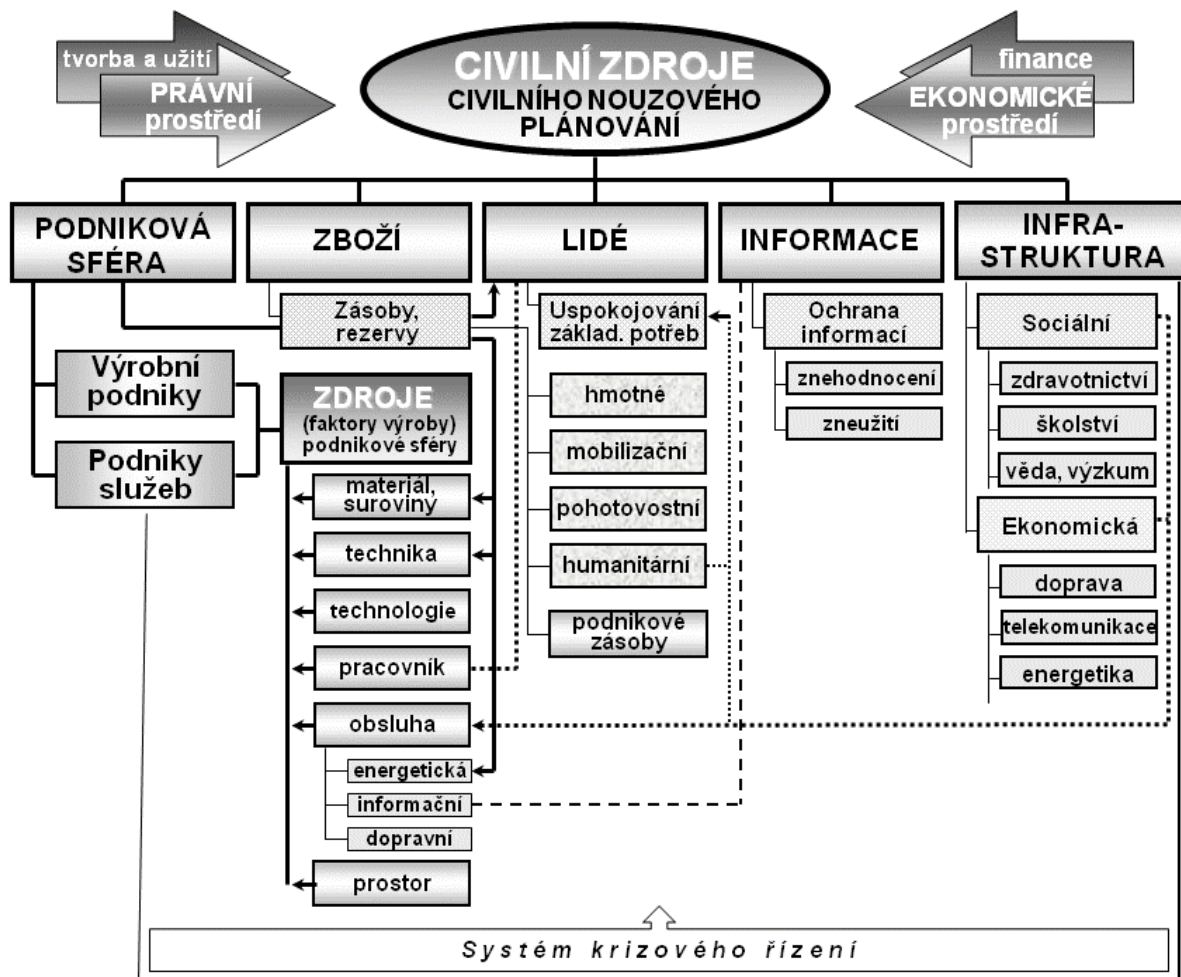 tvorba a užití
PRÁVNÍ
prostředí
CIVILNÍ ZDROJE
CIVILNÍHO NOUZOVÉHO
PLÁNOVÁNÍ
finance
EKONOMICKÉ
prostředí
PODNIKOVÁ
SFÉRA
ZBOŽÍ
LIDÉ
INFORMACE
INFRA-
STRUKTURA
Výrobní
podniky
Podniky
služeb
Zásoby,
rezervy
ZDROJE
(faktory výroby)
podnikové sféry
materiál,
suroviny
technika
technologie
pracovník
obsluha
energetická
informační
dopravní
prostor
Uspokojování
základ. potřeb
hmotné
mobilizační
pohotovostní
humanitární
podnikové
zásoby
Ochrana
informací
znehodnocení
zneužití
Sociální
zdravotnictví
školství
věda, výzkum
Ekonomická
doprava
telekomunikace
energetika
Systém krizového řízení